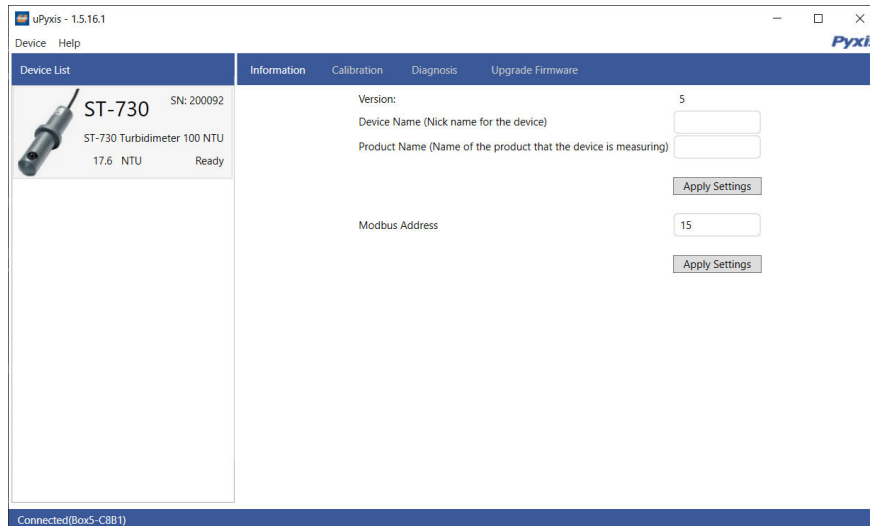 uPyxis - 1.5.16.1
Device Help
Device List
Information Calibration Diagnosis Upgrade Firmware
ST-730 SN: 200092
ST-730 Turbidimeter 100 NTU
17.6 NTU Ready
Version: 5
Device Name (Nick name for the device)
Product Name (Name of the product that the device is measuring)
Apply Settings
Modbus Address 15
Apply Settings
Connected(Box5-C8B1)